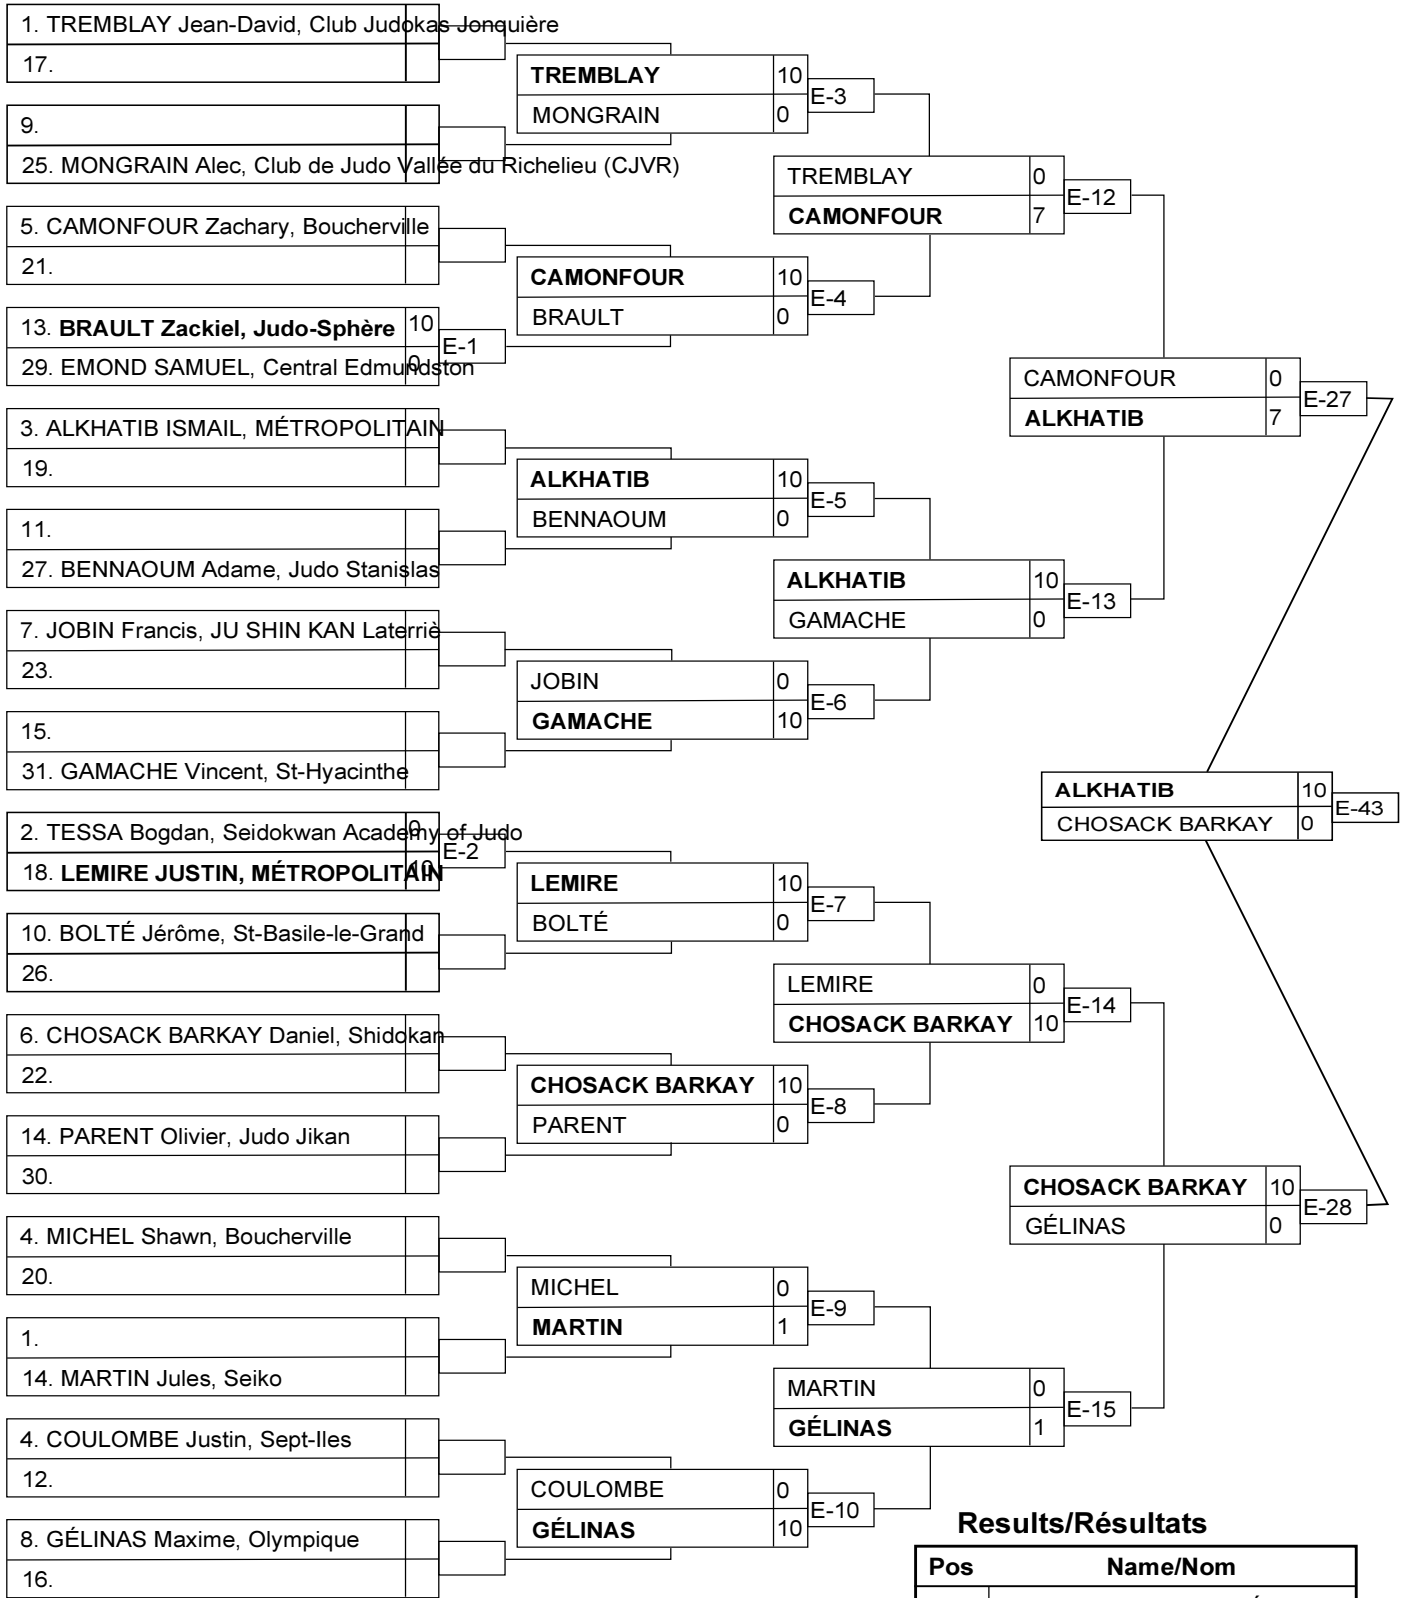 1. TREMBLAY Jean-David, Club Judokas Jonquière
17.
9.
25. MONGRAIN Alec, Club de Judo Vallée du Richelieu (CJVR)
5. CAMONFOUR Zachary, Boucherville
21.
13. BRAULT Zackiel, Judo-Sphère 10
29. EMOND SAMUEL, Central Edmundston 0
E-1
3. ALKHATIB ISMAIL, MÉTROPOLITAIN
19.
11.
27. BENNAOUM Adame, Judo Stanislas
7. JOBIN Francis, JU SHIN KAN Laterriè
23.
15.
31. GAMACHE Vincent, St-Hyacinthe
2. TESSA Bogdan, Seidokwan Academy of Judo 0
18. LEMIRE JUSTIN, MÉTROPOLITAIN 10
E-2
10. BOLTÉ Jérôme, St-Basile-le-Grand
26.
6. CHOSACK BARKAY Daniel, Shidokan
22.
14. PARENT Olivier, Judo Jikan
30.
4. MICHEL Shawn, Boucherville
20.
1.
14. MARTIN Jules, Seiko
4. COULOMBE Justin, Sept-Iles
12.
8. GÉLINAS Maxime, Olympique
16.
TREMBLAY 10
MONGRAIN 0
E-3
CAMONFOUR 10
BRAULT 0
E-4
ALKHATIB 10
BENNAOUM 0
E-5
JOBIN 0
GAMACHE 10
E-6
LEMIRE 10
BOLTÉ 0
E-7
CHOSACK BARKAY 10
PARENT 0
E-8
MICHEL 0
MARTIN 1
E-9
COULOMBE 0
GÉLINAS 10
E-10
TREMBLAY 0
CAMONFOUR 7
E-12
ALKHATIB 10
GAMACHE 0
E-13
LEMIRE 0
CHOSACK BARKAY 10
E-14
MARTIN 0
GÉLINAS 1
E-15
CAMONFOUR 0
ALKHATIB 7
E-27
CHOSACK BARKAY 10
GÉLINAS 0
E-28
ALKHATIB 10
CHOSACK BARKAY 0
E-43
Results/Résultats
Pos Name/Nom